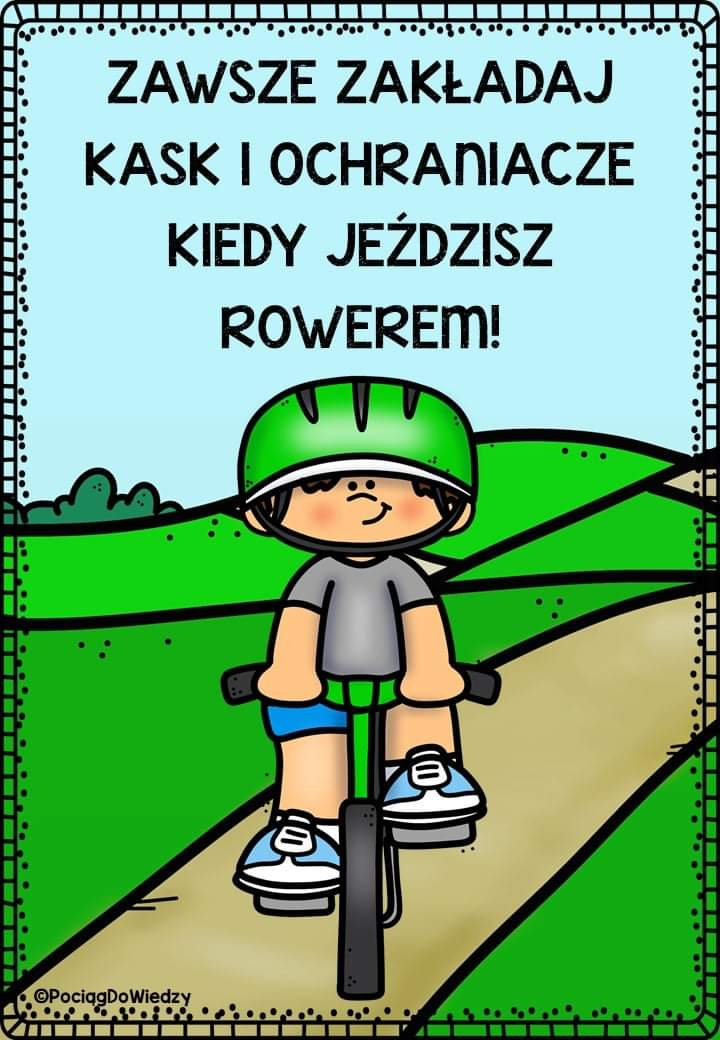 ZAWSZE ZAKŁADAJ
KASK I OCHRANIACZE
KIEDY JEŹDZISZ
ROWEREM!
©PociągDoWiedzy